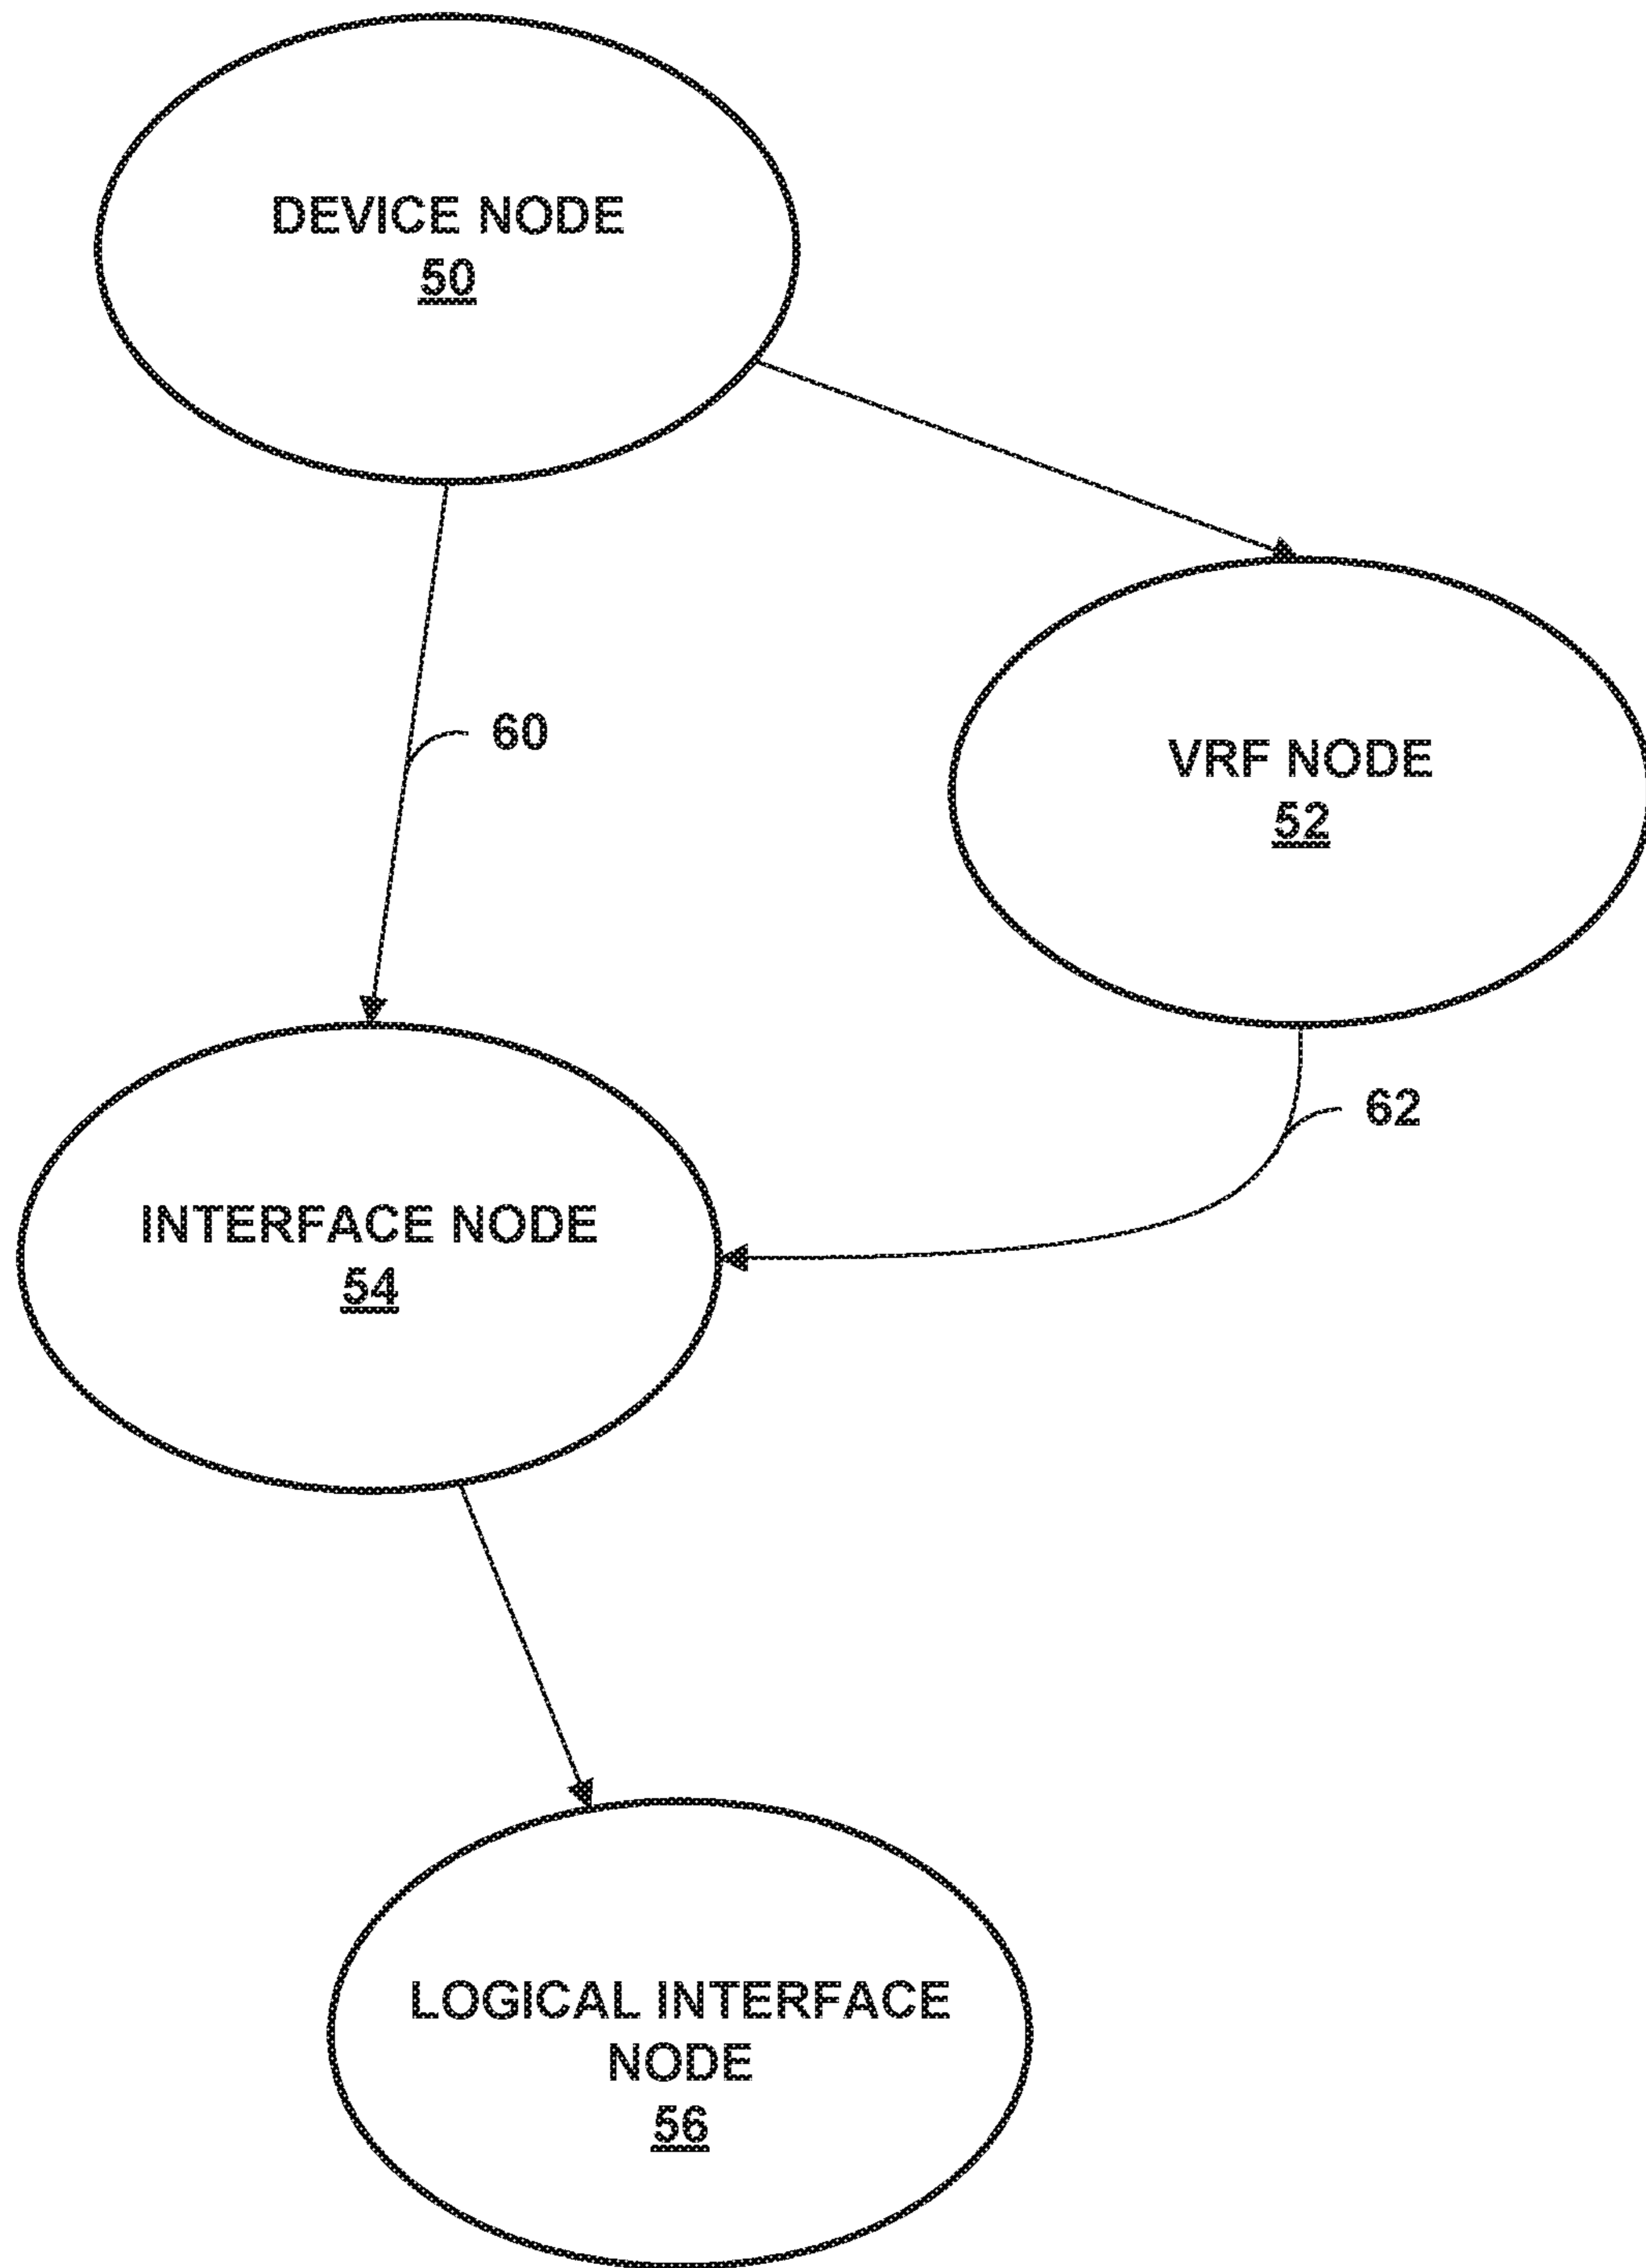 DEVICE NODE
50
60
VRF NODE
52
62
INTERFACE NODE
54
LOGICAL INTERFACE
NODE
56